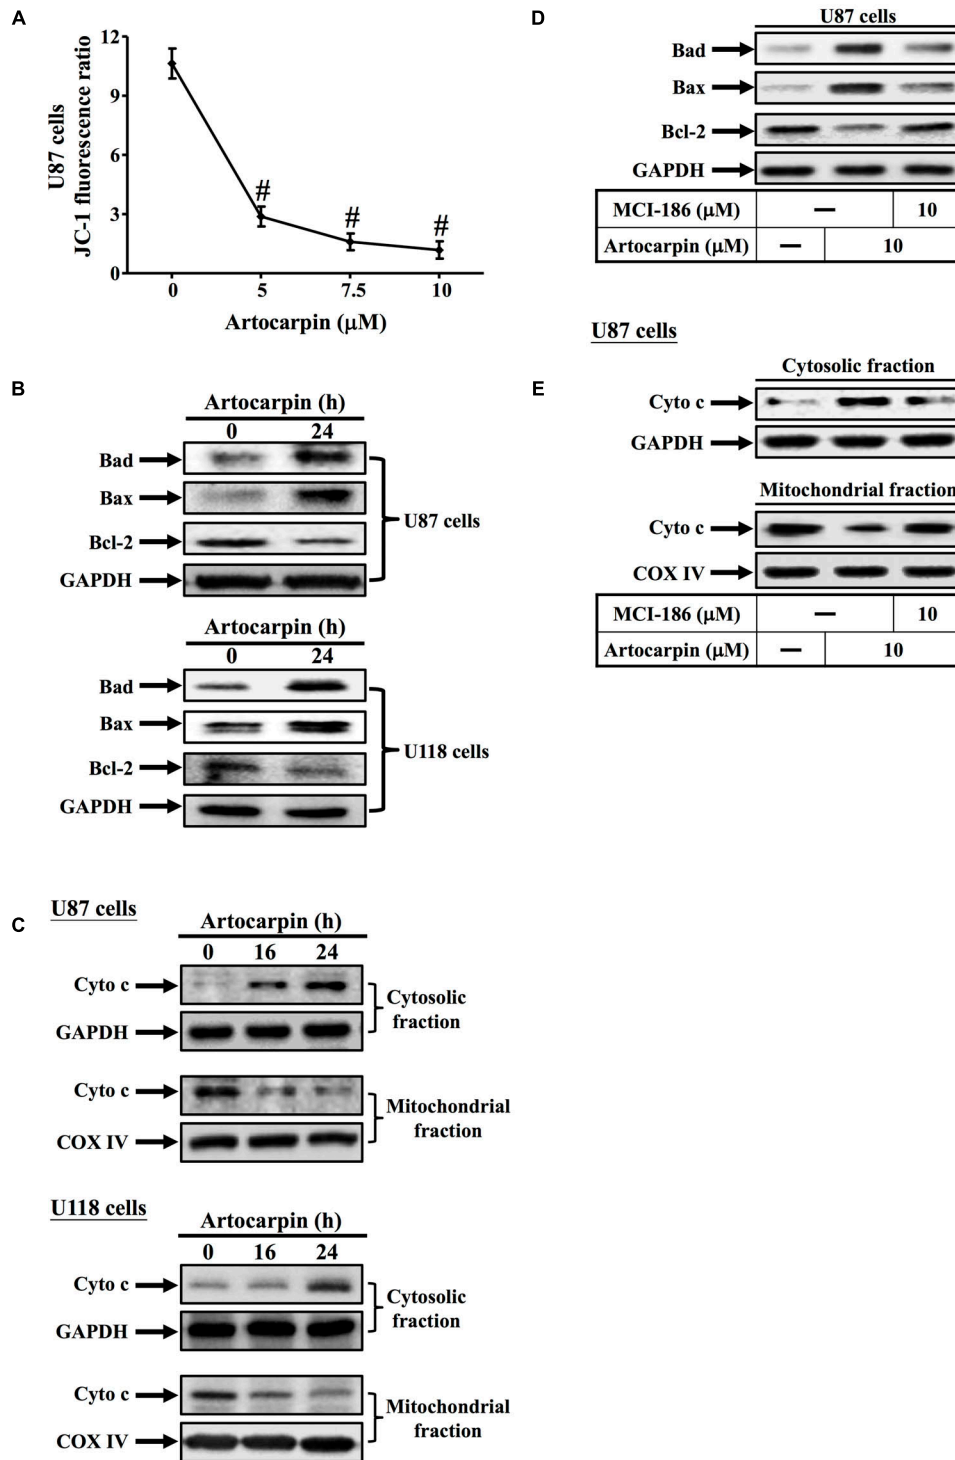 A
12
9
6
3
0
U87 cells
JC-1 fluorescence ratio
#
#
#
0 5 7.5 10
Artocarpin (μM)
B
Artocarpin (h)
0 24
Bad
Bax
Bcl-2
GAPDH
U87 cells
Artocarpin (h)
0 24
Bad
Bax
Bcl-2
GAPDH
U118 cells
C
U87 cells
Artocarpin (h)
0 16 24
Cyto c
GAPDH
Cytosolic
fraction
Cyto c
COX IV
Mitochondrial
fraction
U118 cells
Artocarpin (h)
0 16 24
Cyto c
GAPDH
Cytosolic
fraction
Cyto c
COX IV
Mitochondrial
fraction
D
U87 cells
Bad
Bax
Bcl-2
GAPDH
MCI-186 (μM) — 10
Artocarpin (μM) — 10
E
U87 cells
Cytosolic fraction
Cyto c
GAPDH
Mitochondrial fraction
Cyto c
COX IV
MCI-186 (μM) — 10
Artocarpin (μM) — 10